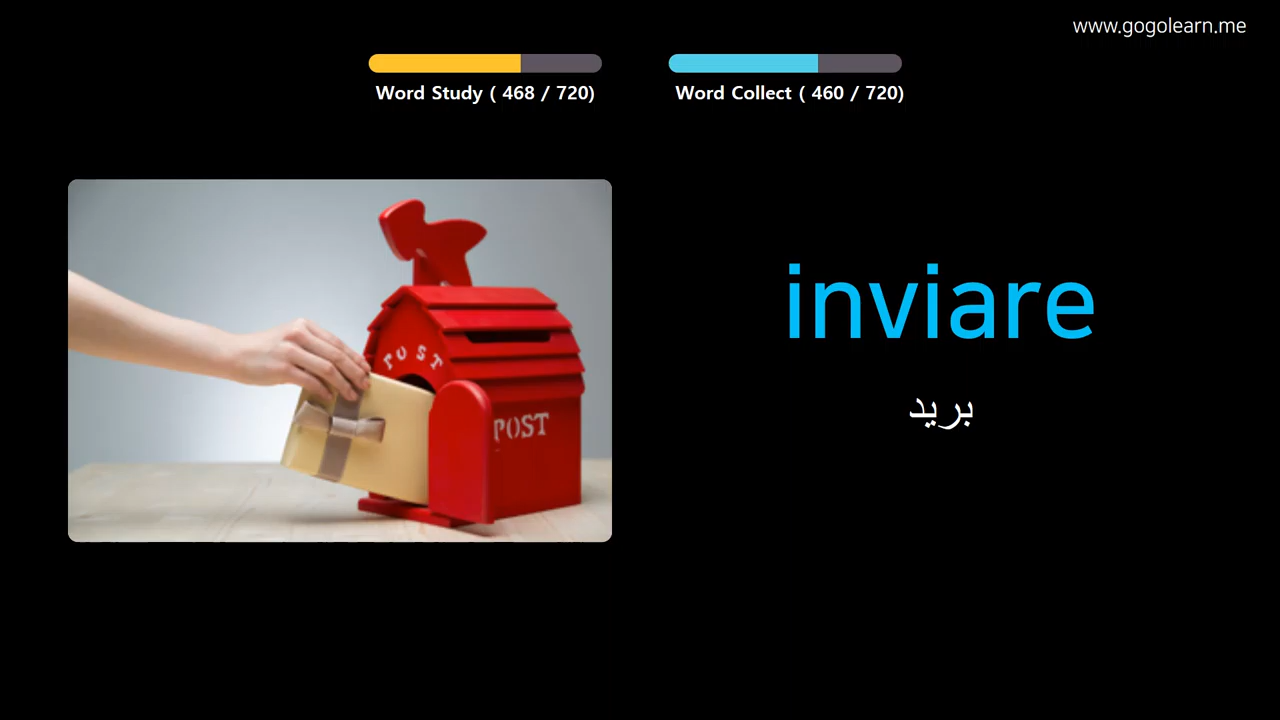 www.gogolearn.me
Word Study ( 468 / 720)
Word Collect ( 460 / 720)
POST
POST
inviare
بريد